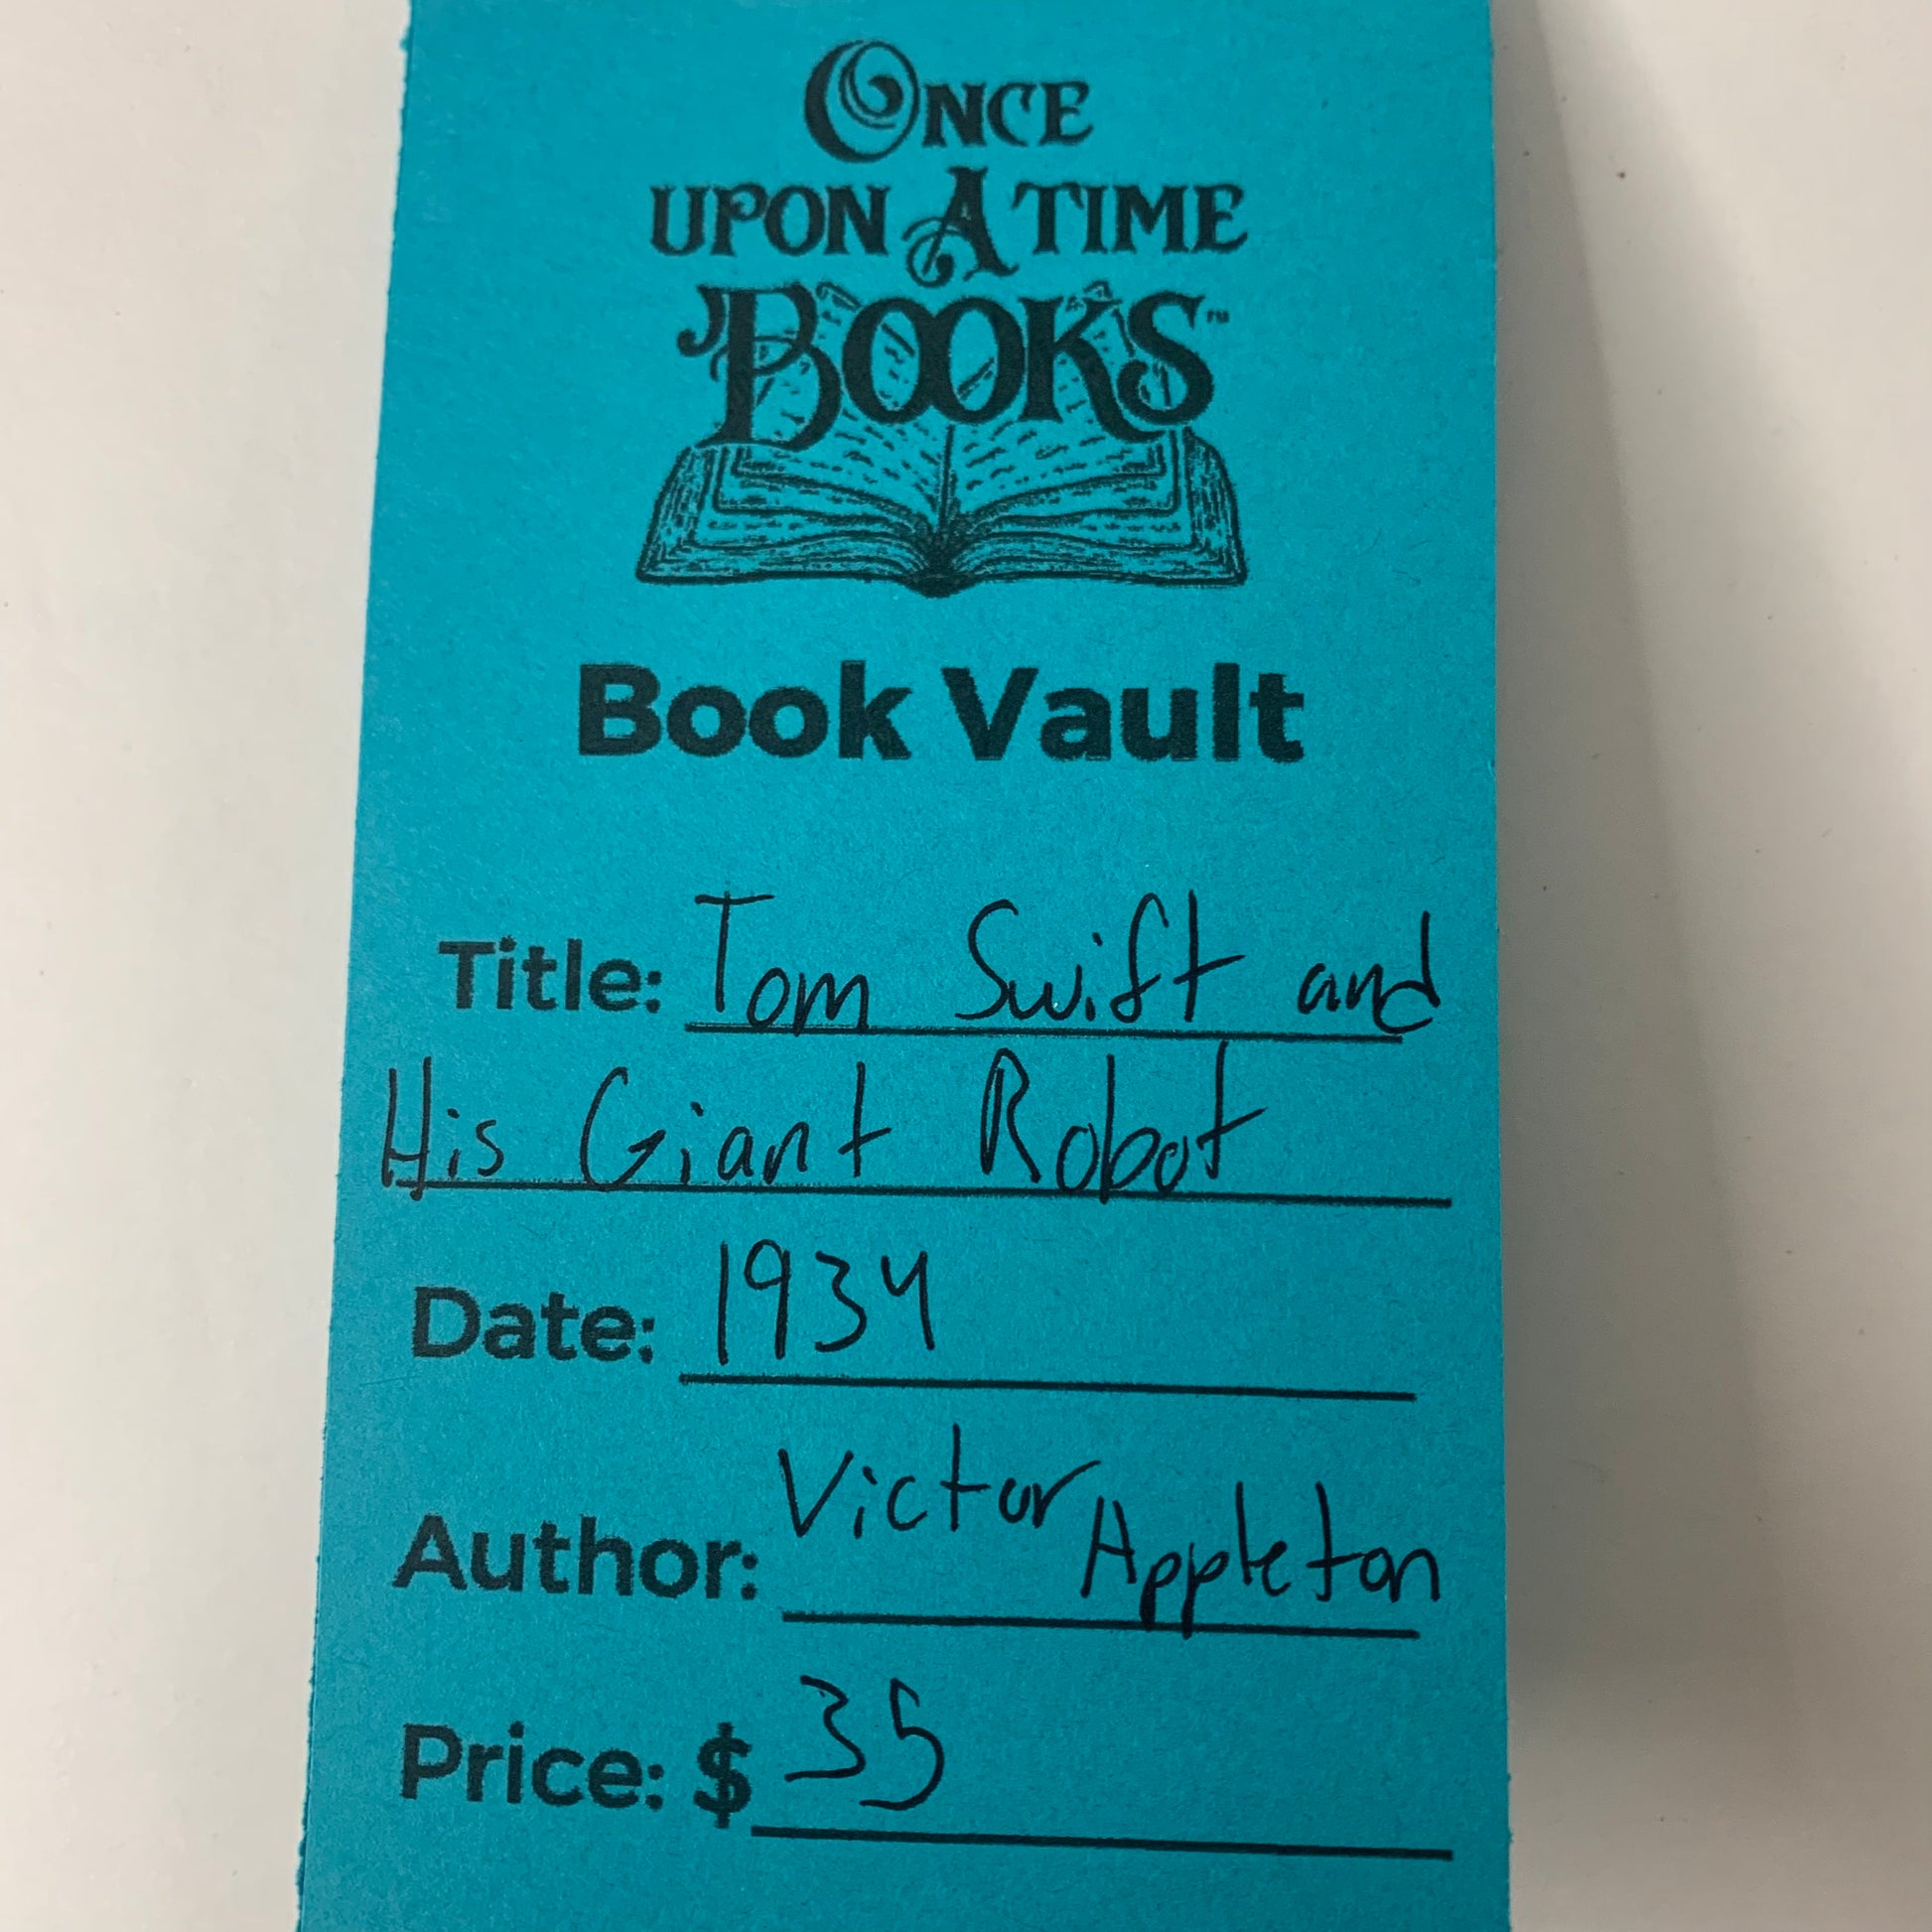 ONCE
UPON A TIME
BOOKS™
Book Vault
Title: Tom Swift and
His Giant Robot
Date: 1934
Author: Victor Appleton
Price: $ 35